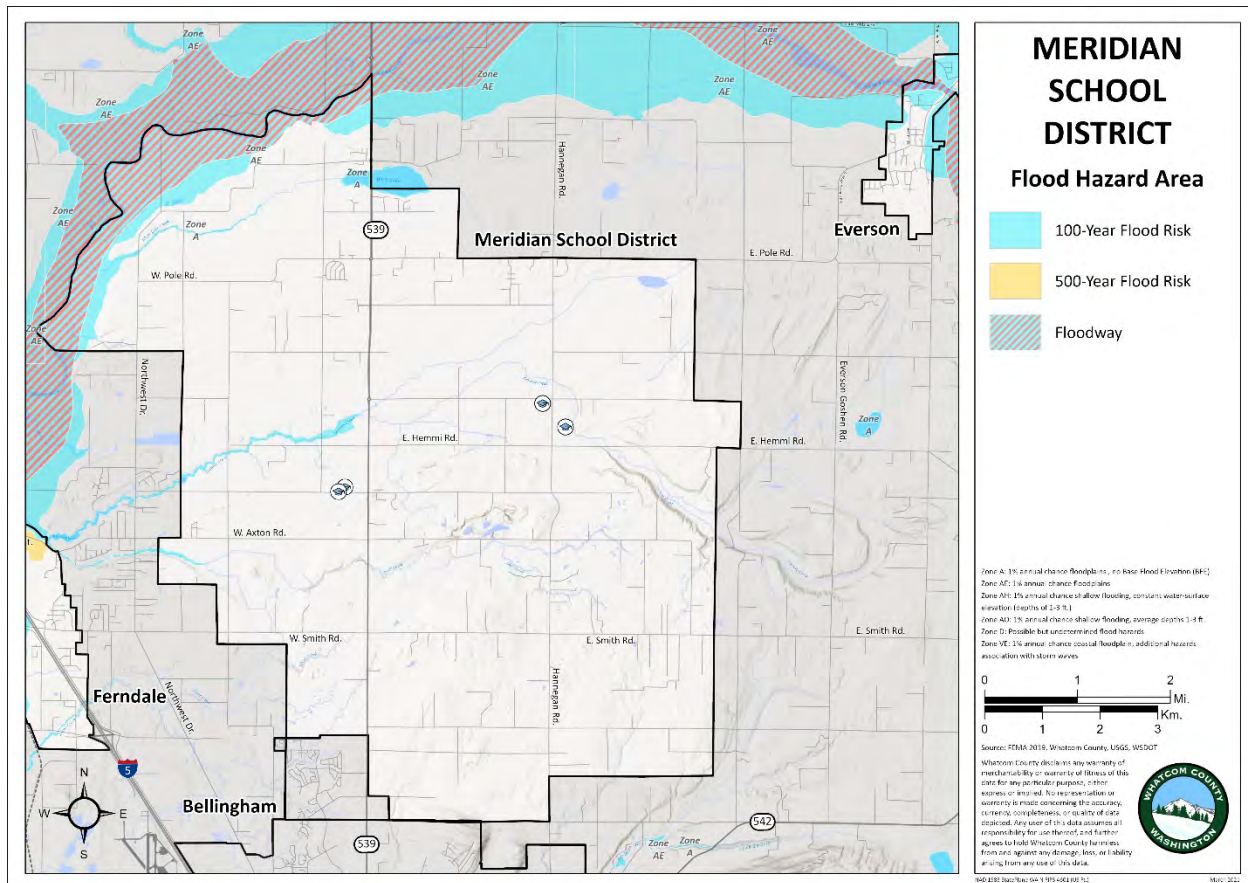 MERIDIAN
SCHOOL
DISTRICT
Flood Hazard Area
100-Year Flood Risk
500-Year Flood Risk
Floodway
Zone A: 1% annual chance floodplains, no Base Flood Elevation (BFE)
Zone AE: 1% annual chance floodplains
Zone AH: 1% annual chance shallow flooding, constant water-surface
elevation (depths of 1-3 ft.)
Zone AO: 1% annual chance shallow flooding, average depths 1-3 ft.
Zone D: Possible but undetermined flood hazards
Zone VE: 1% annual chance coastal floodplain, additional hazards
association with storm waves
0 1 2
Mi.
Km.
0 1 2 3
Source: FEMA 2019, Whatcom County, USGS, WSDOT
Whatcom County disclaims any warranty of
merchantability or warranty of fitness of this
data for any particular purpose, either
express or implied. No representation or
warranty is made concerning the accuracy,
currency, completeness, or quality of data
depicted. Any user of this data assumes all
responsibility for use thereof, and further
agrees to hold Whatcom County harmless
from and against any damage, loss, or liability
arising from any use of this data.
WHATCOM COUNTY
WASHINGTON
March 2021
Zone
AE
Zone
AE
Zone
AE
Zone
AE
Zone
AE
Zone
AE
Zone
A
Zone
AE
Zone
A
Zone
AE
Hannegan Rd.
539
Meridian School District
Everson
W. Pole Rd.
E. Pole Rd.
Northwest Dr.
Everson Goshen Rd.
Zone
A
E. Hemmi Rd.
E. Hemmi Rd.
W. Axton Rd.
W. Smith Rd.
E. Smith Rd.
E. Smith Rd.
Hannegan Rd.
Ferndale
Northwest Dr.
5
Bellingham
N
W E
S
539
542
Zone
AE
Zone
A